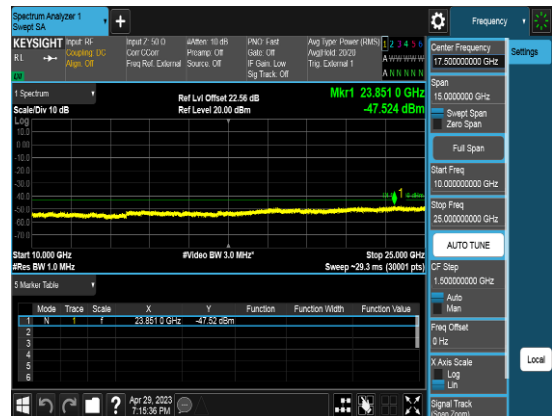 Spectrum Analyzer 1
Swept SA
+
Frequency
KEYSIGHT
Input: RF
Coupling: DC
Align: Off
Input Z: 50 Ω
Corr CCorr
Freq Ref: External
#Atten: 10 dB
Preamp: Off
Source: Off
PNO: Fast
Gate: Off
IF Gain: Low
Sig Track: Off
Avg Type: Power (RMS)
Avg|Hold: 20/20
Trig: External 1
1 2 3 4 5 6
A W W W W W
A N N N N N
RL
1 Spectrum
Scale/Div 10 dB
Ref Lvl Offset 22.56 dB
Ref Level 20.00 dBm
Mkr1 23.851 0 GHz
-47.524 dBm
Log
10.0
0.00
-10.0
-20.0
-30.0
-40.0
-50.0
-60.0
-70.0
1
Start 10.000 GHz
#Res BW 1.0 MHz
#Video BW 3.0 MHz*
Stop 25.000 GHz
Sweep ~29.3 ms (30001 pts)
5 Marker Table
Mode Trace Scale X Y Function Function Width Function Value
1 N 1 f 23.851 0 GHz -47.52 dBm
2
3
4
5
6
Apr 29, 2023
7:15:36 PM
Center Frequency
17.500000000 GHz
Settings
Span
15.0000000 GHz
Swept Span
Zero Span
Full Span
Start Freq
10.000000000 GHz
Stop Freq
25.000000000 GHz
AUTO TUNE
CF Step
1.500000000 GHz
Auto
Man
Freq Offset
0 Hz
X Axis Scale
Log
Lin
Local
Signal Track
(Span Zoom)